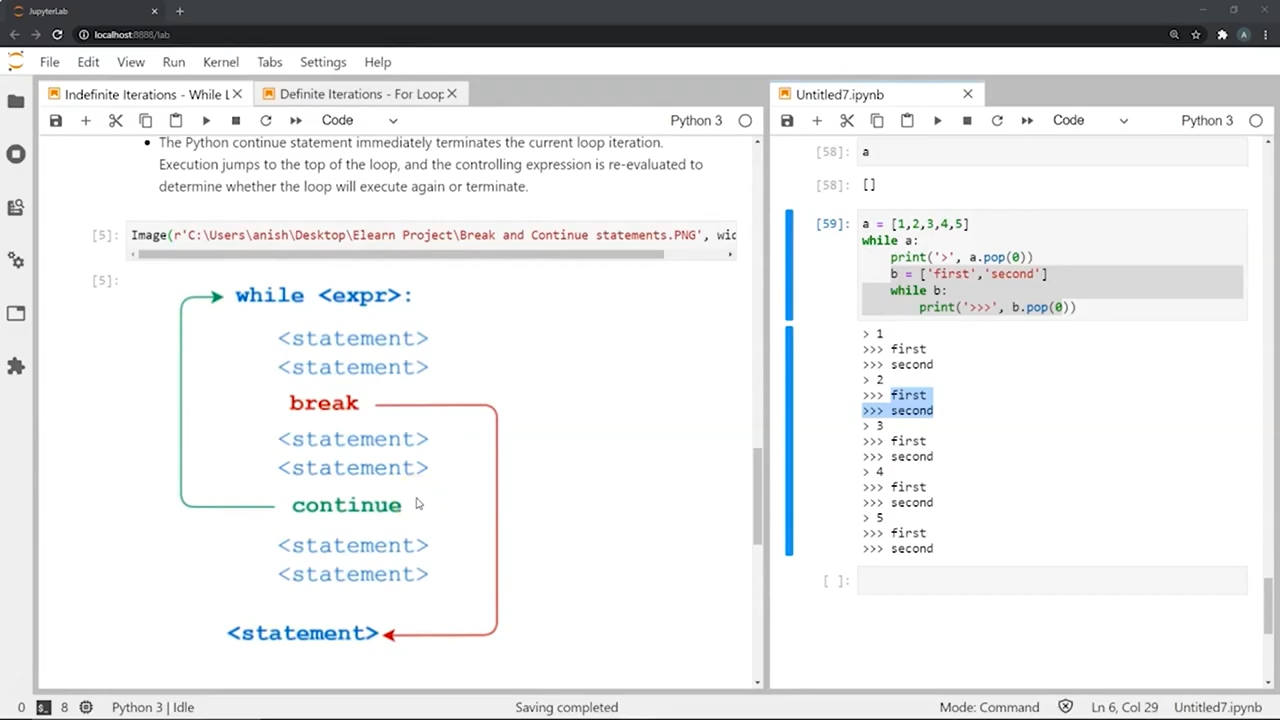 JupyterLab
localhost:8888/lab
A
File Edit View Run Kernel Tabs Settings Help
Indefinite Iterations - While L
Definite Iterations - For Loop
Untitled7.ipynb
Code
Python 3
Code
Python 3
The Python continue statement immediately terminates the current loop iteration.
Execution jumps to the top of the loop, and the controlling expression is re-evaluated to
determine whether the loop will execute again or terminate.
[5]: Image(r'C:\Users\anish\Desktop\Elearn Project\Break and Continue statements.PNG', wid
[5]:
while <expr>:
<statement>
<statement>
break
<statement>
<statement>
continue
<statement>
<statement>
<statement>
[58]: a
[58]: []
[59]: a = [1,2,3,4,5]
while a:
print('>', a.pop(0))
b = ['first','second']
while b:
print('>>>', b.pop(0))
> 1
>>> first
>>> second
> 2
>>> first
>>> second
> 3
>>> first
>>> second
> 4
>>> first
>>> second
> 5
>>> first
>>> second
[ ]:
0 8 Python 3 | Idle Saving completed Mode: Command Ln 6, Col 29 Untitled7.ipynb